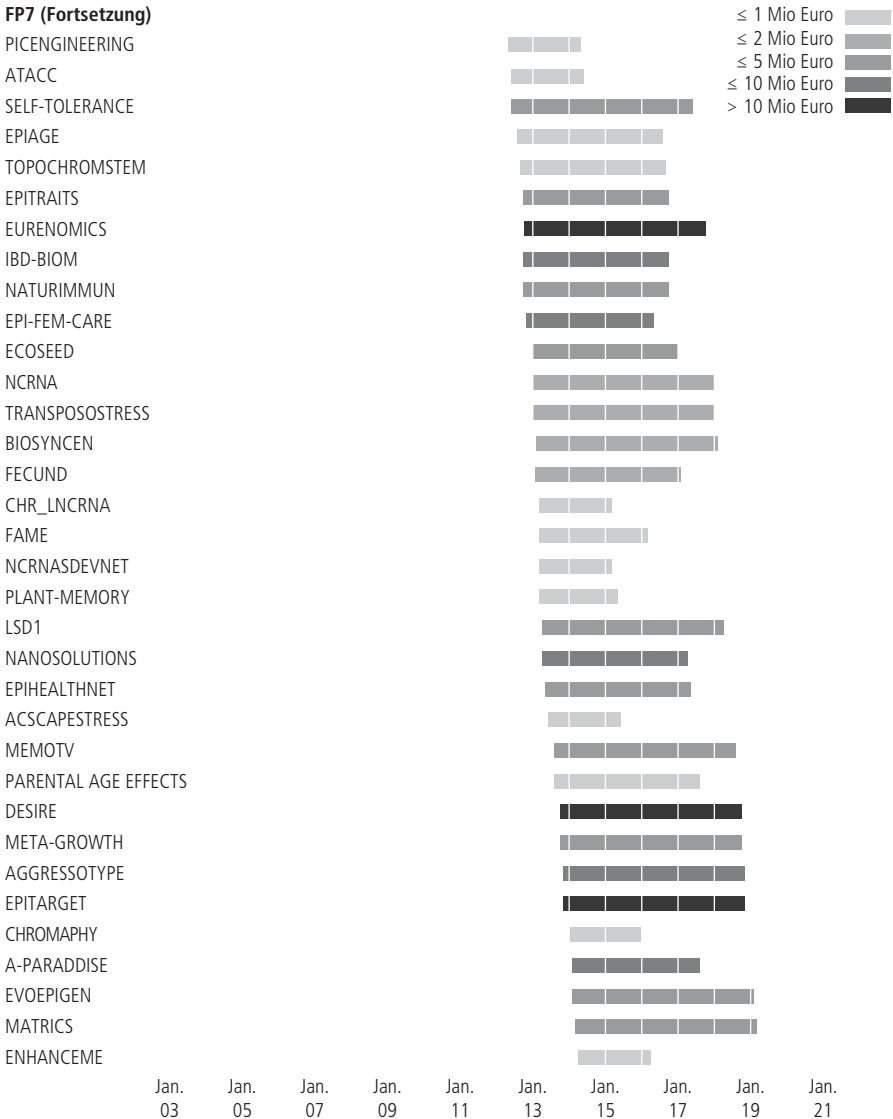 FP7 (Fortsetzung)
≤ 1 Mio Euro
≤ 2 Mio Euro
≤ 5 Mio Euro
≤ 10 Mio Euro
> 10 Mio Euro
PICENGINEERING
ATACC
SELF-TOLERANCE
EPIAGE
TOPOCHROMSTEM
EPITRAITS
EURENOMICS
IBD-BIOM
NATURIMMUN
EPI-FEM-CARE
ECOSEED
NCRNA
TRANSPOSOSTRESS
BIOSYNCEN
FECUND
CHR_LNCRNA
FAME
NCRNASDEVNET
PLANT-MEMORY
LSD1
NANOSOLUTIONS
EPIHEALTHNET
ACSCAPESTRESS
MEMOTV
PARENTAL AGE EFFECTS
DESIRE
META-GROWTH
AGGRESSOTYPE
EPITARGET
CHROMAPHY
A-PARADDISE
EVOEPIGEN
MATRICS
ENHANCEME
Jan. Jan. Jan. Jan. Jan. Jan. Jan. Jan. Jan. Jan.
03 05 07 09 11 13 15 17 19 21